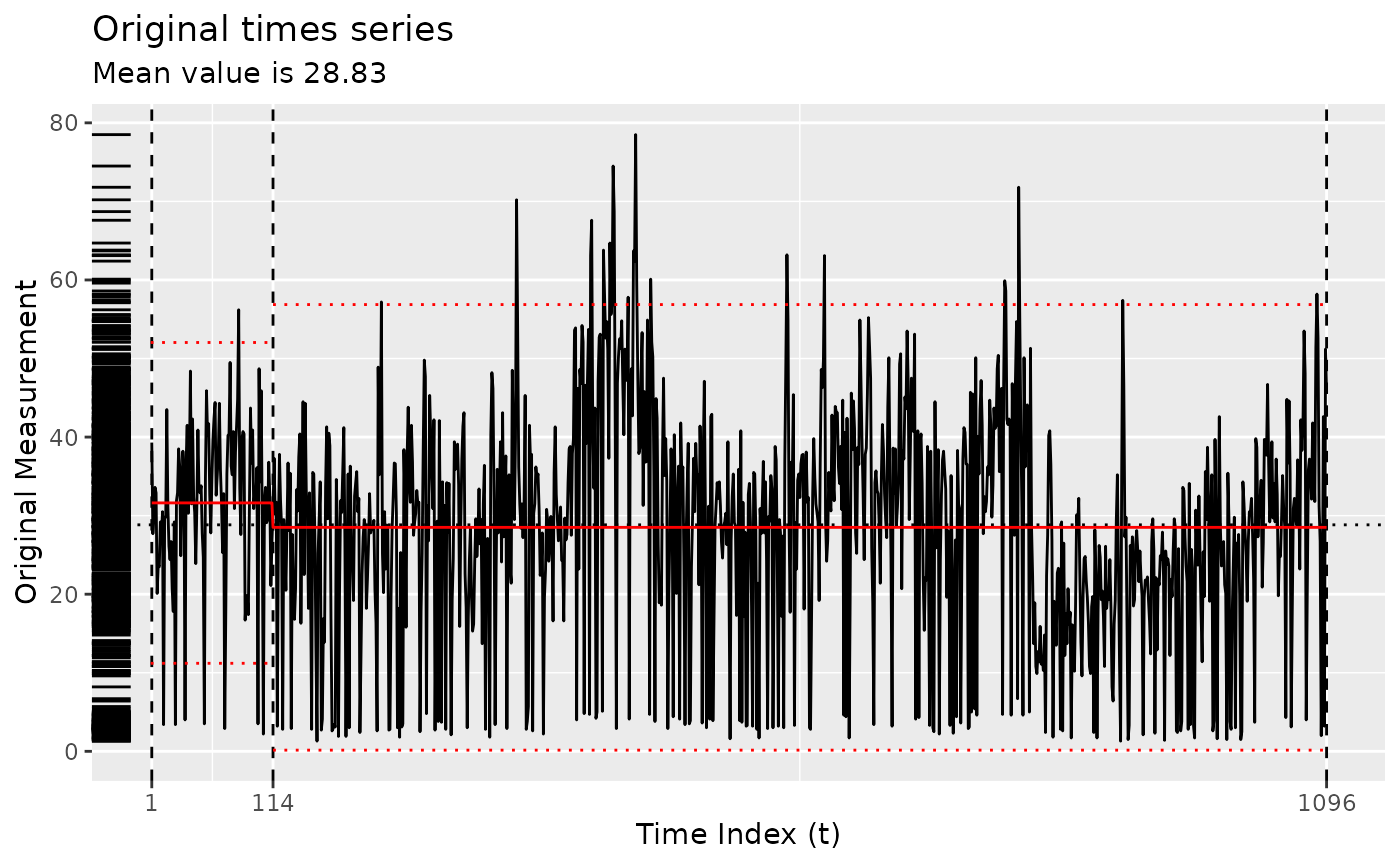 Original times series
Mean value is 28.83
80
60
40
20
0
Original Measurement
1
114
1096
Time Index (t)